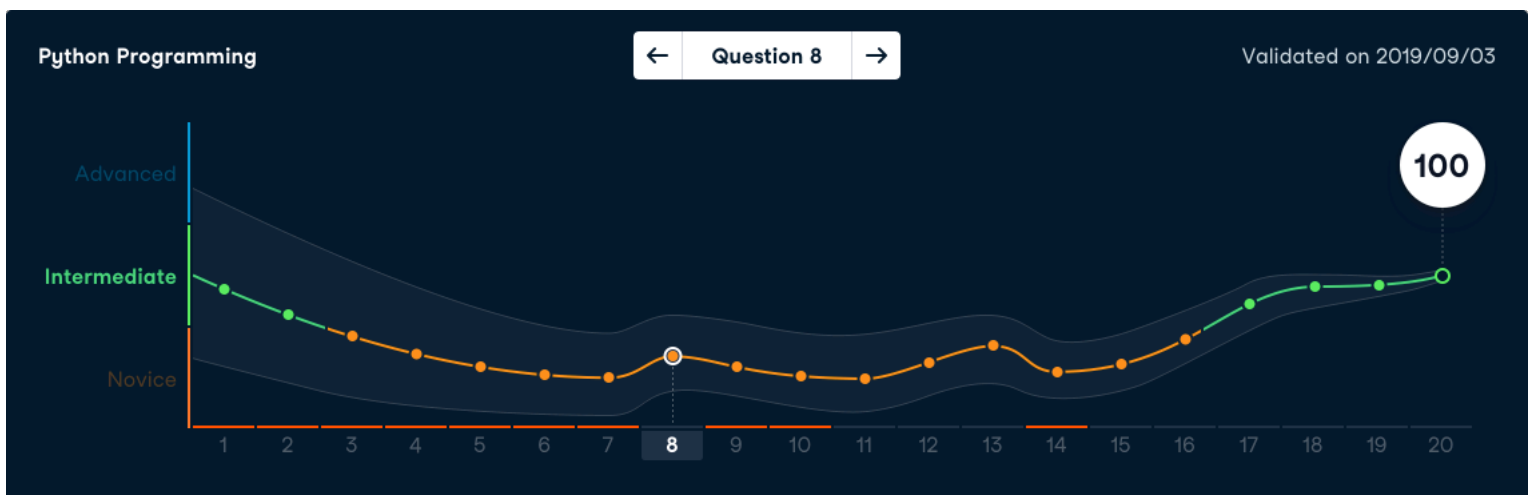 Python Programming
← Question 8 →
Validated on 2019/09/03
100
Advanced
Intermediate
Novice
1 2 3 4 5 6 7 8 9 10 11 12 13 14 15 16 17 18 19 20